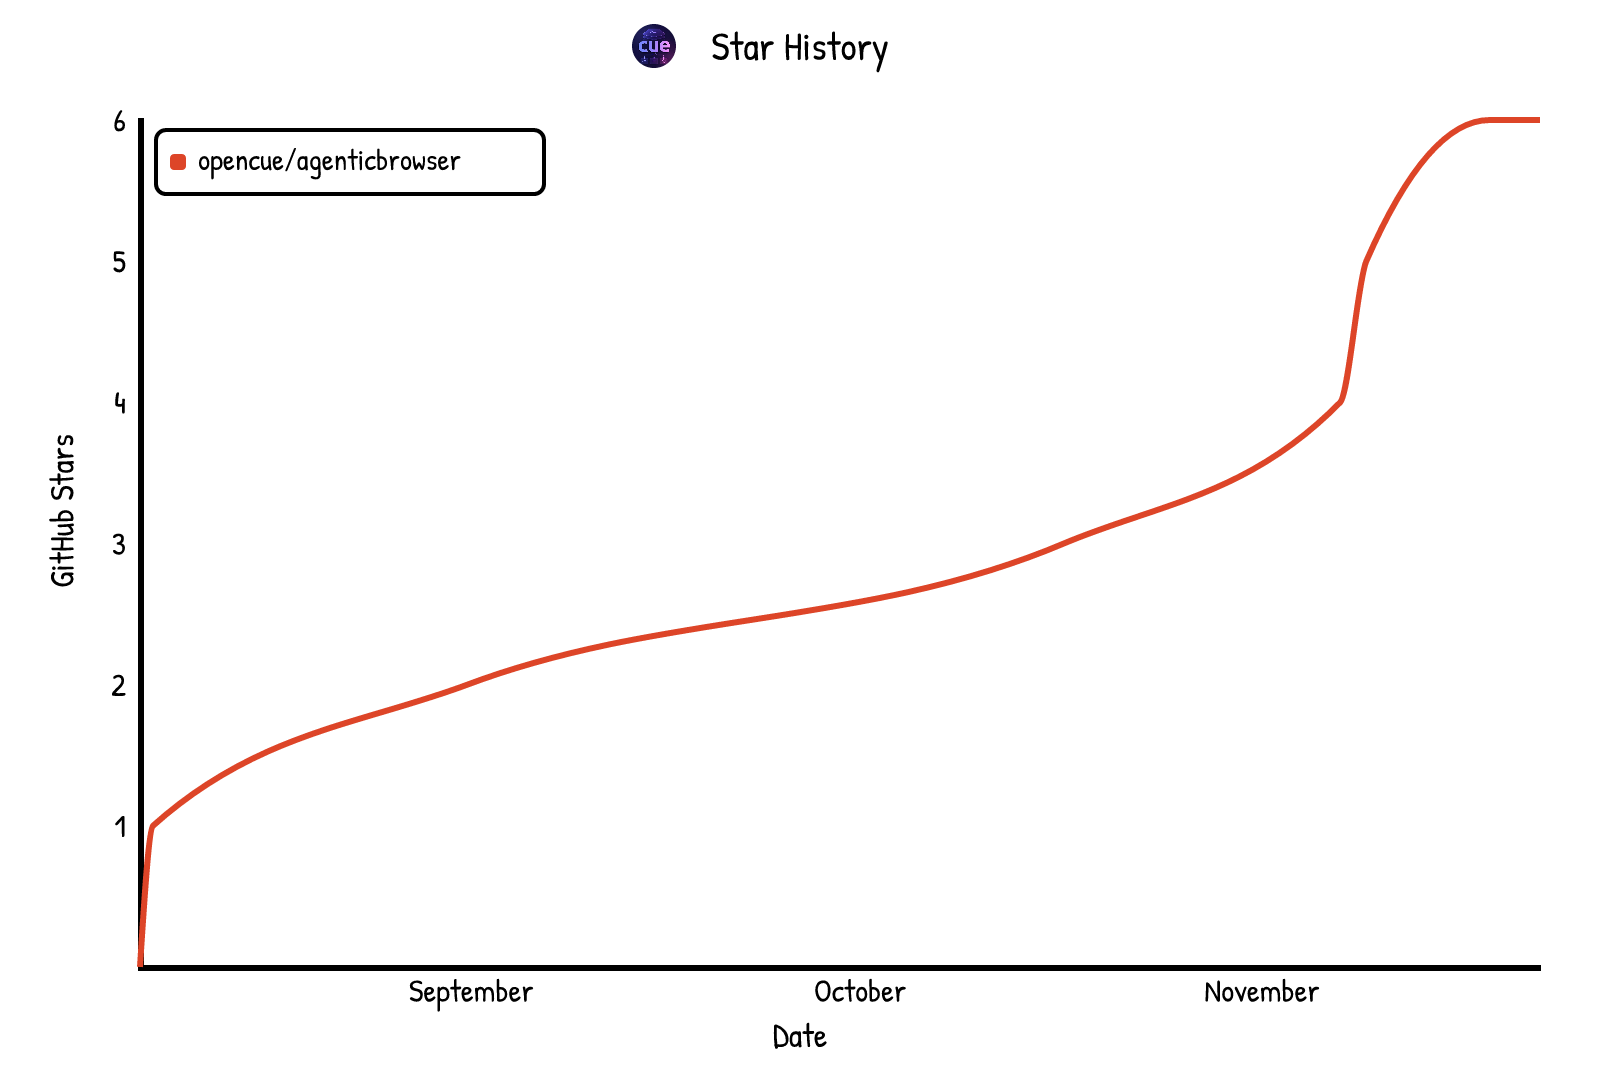 cue
Star History
opencue/agenticbrowser
6
5
4
3
2
1
GitHub Stars
September
October
November
Date